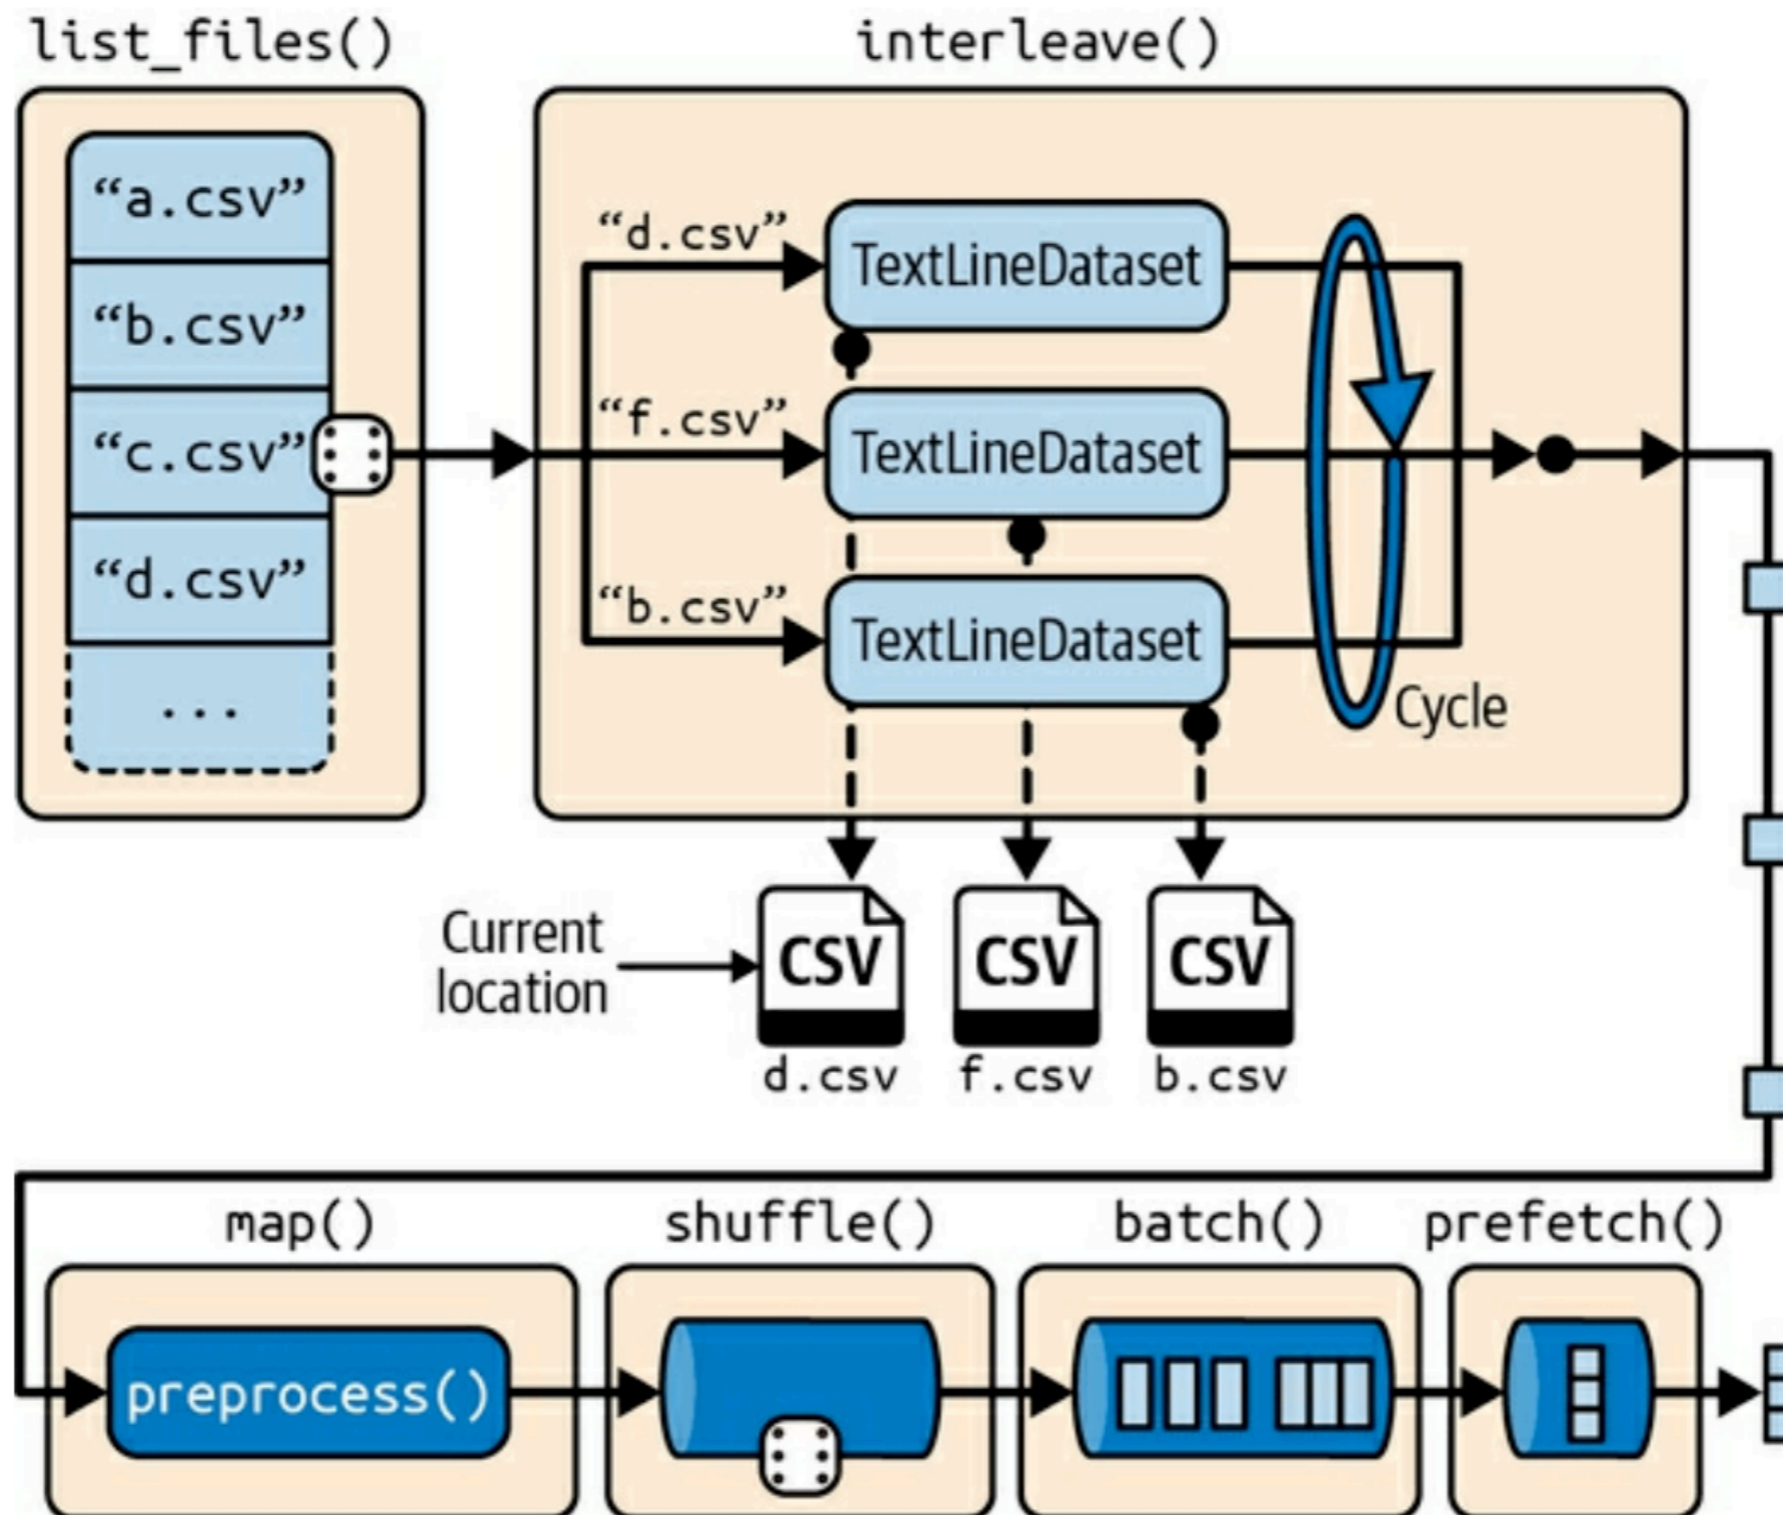 list_files()
interleave()
“a.csv”
“b.csv”
“c.csv”
“d.csv”
...
“d.csv”
TextLineDataset
“f.csv”
TextLineDataset
“b.csv”
TextLineDataset
Cycle
Current
location
CSV
CSV
CSV
d.csv
f.csv
b.csv
map()
shuffle()
batch()
prefetch()
preprocess()